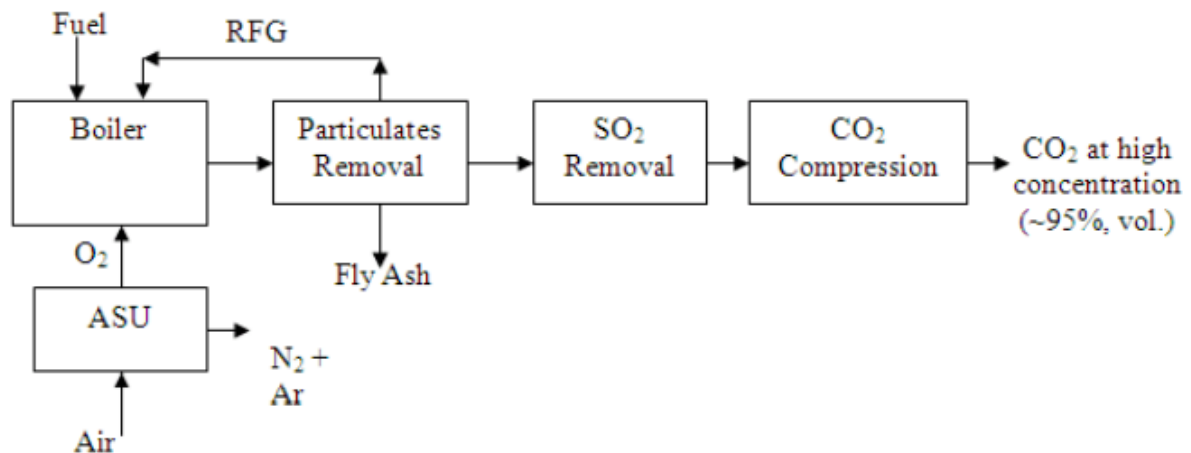 Fuel
RFG
Boiler
Particulates
Removal
SO₂
Removal
CO₂
Compression
CO₂ at high
concentration
(~95%, vol.)
O₂
Fly Ash
ASU
N₂ +
Ar
Air